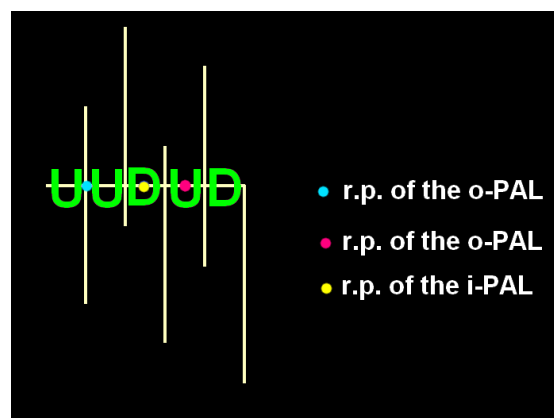 UUDUD
r.p. of the o-PAL
r.p. of the o-PAL
r.p. of the i-PAL